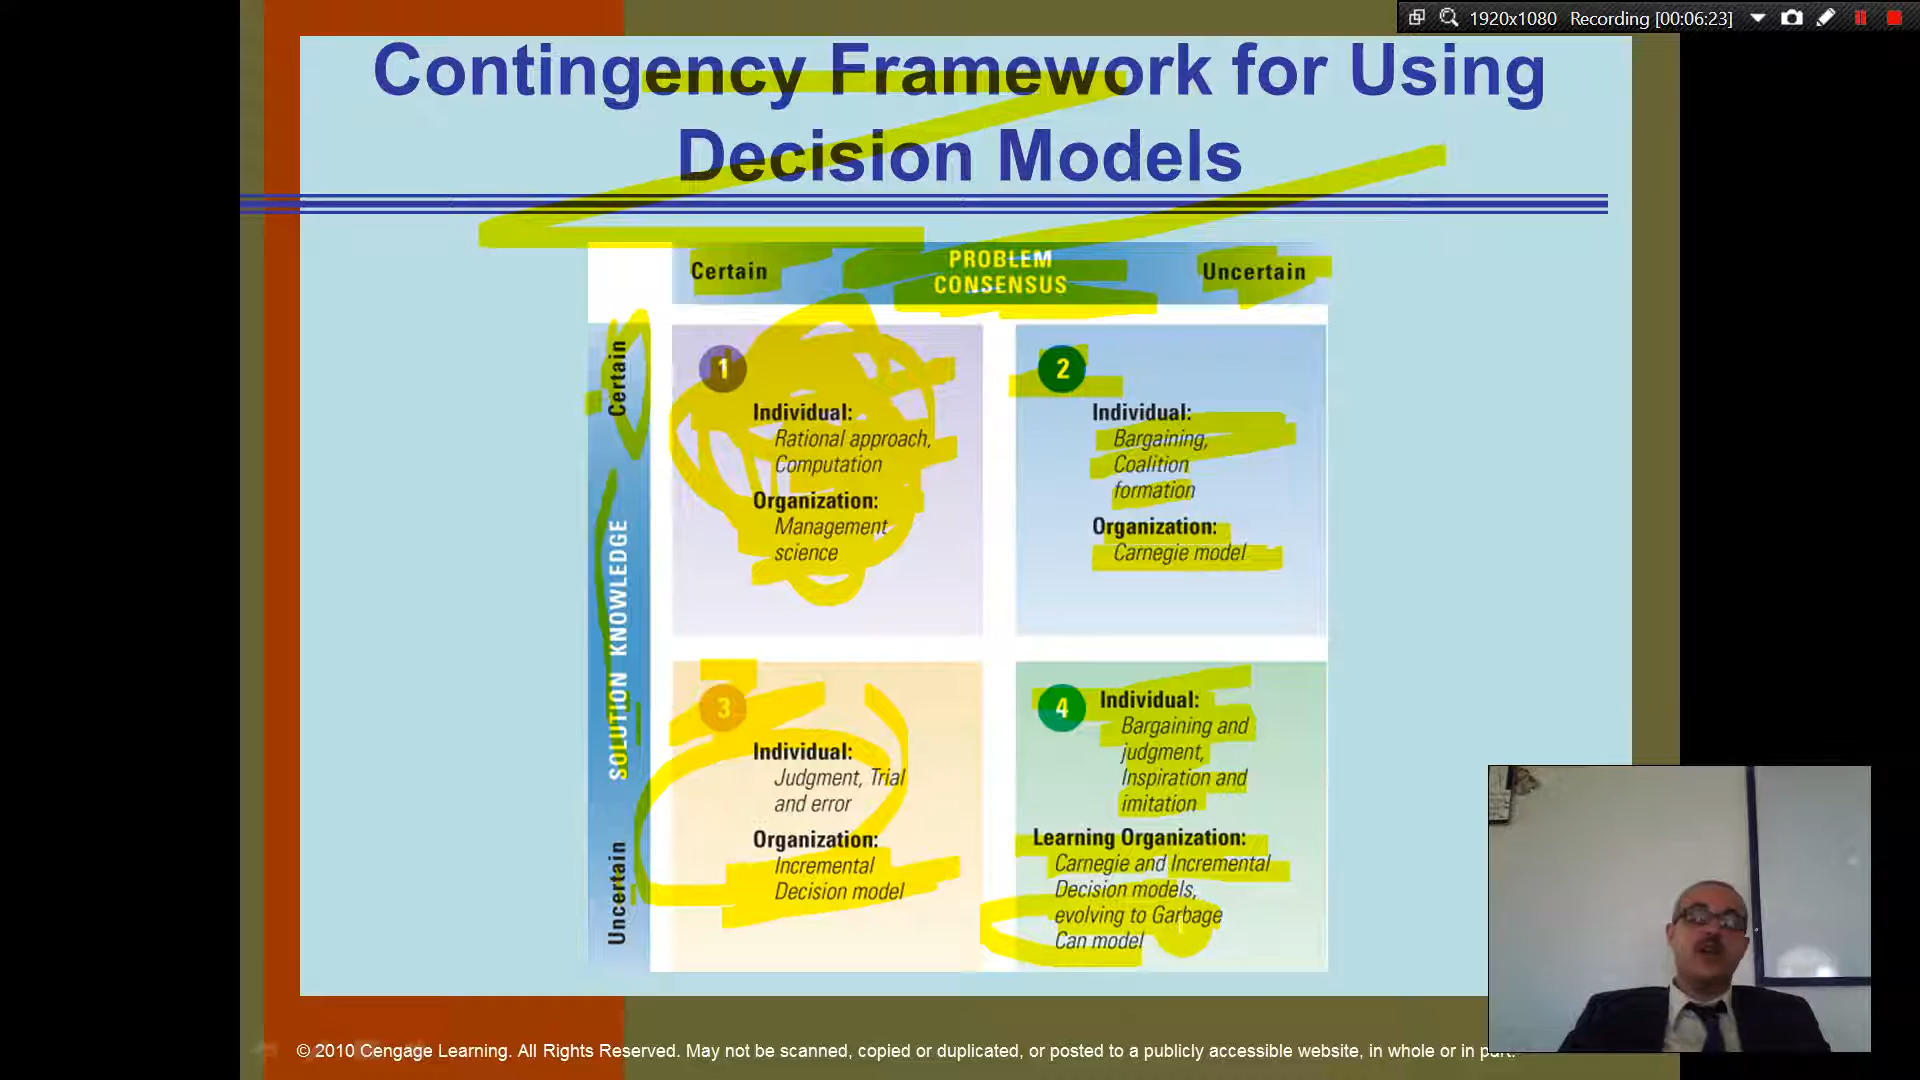 1920x1080 Recording [00:06:23]
Contingency Framework for Using
Decision Models
Certain
PROBLEM
CONSENSUS
Uncertain
Certain
SOLUTION KNOWLEDGE
Uncertain
1
Individual:
Rational approach,
Computation
Organization:
Management
science
2
Individual:
Bargaining,
Coalition
formation
Organization:
Carnegie model
3
Individual:
Judgment, Trial
and error
Organization:
Incremental
Decision model
4
Individual:
Bargaining and
judgment,
Inspiration and
imitation
Learning Organization:
Carnegie and Incremental
Decision models,
evolving to Garbage
Can model
© 2010 Cengage Learning. All Rights Reserved. May not be scanned, copied or duplicated, or posted to a publicly accessible website, in whole or in part.